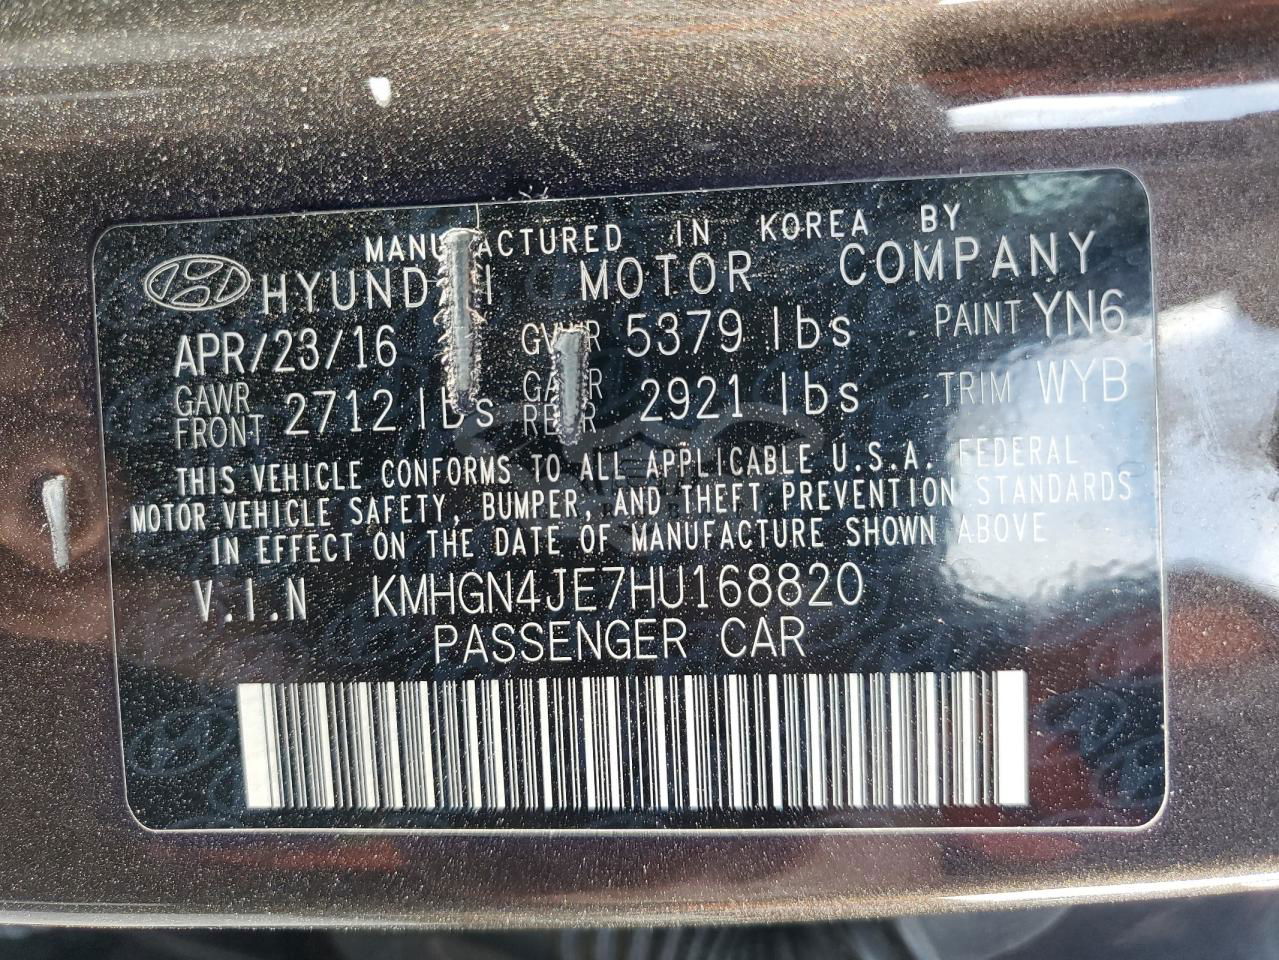 MANUFACTURED IN KOREA BY
HYUNDAI MOTOR COMPANY
APR/23/16 GVWR 5379 lbs PAINT YN6
GAWR FRONT 2712 lbs GAWR REAR 2921 lbs TRIM WYB
THIS VEHICLE CONFORMS TO ALL APPLICABLE U.S.A. FEDERAL
MOTOR VEHICLE SAFETY, BUMPER, AND THEFT PREVENTION STANDARDS
IN EFFECT ON THE DATE OF MANUFACTURE SHOWN ABOVE
V.I.N KMHGN4JE7HU168820
PASSENGER CAR